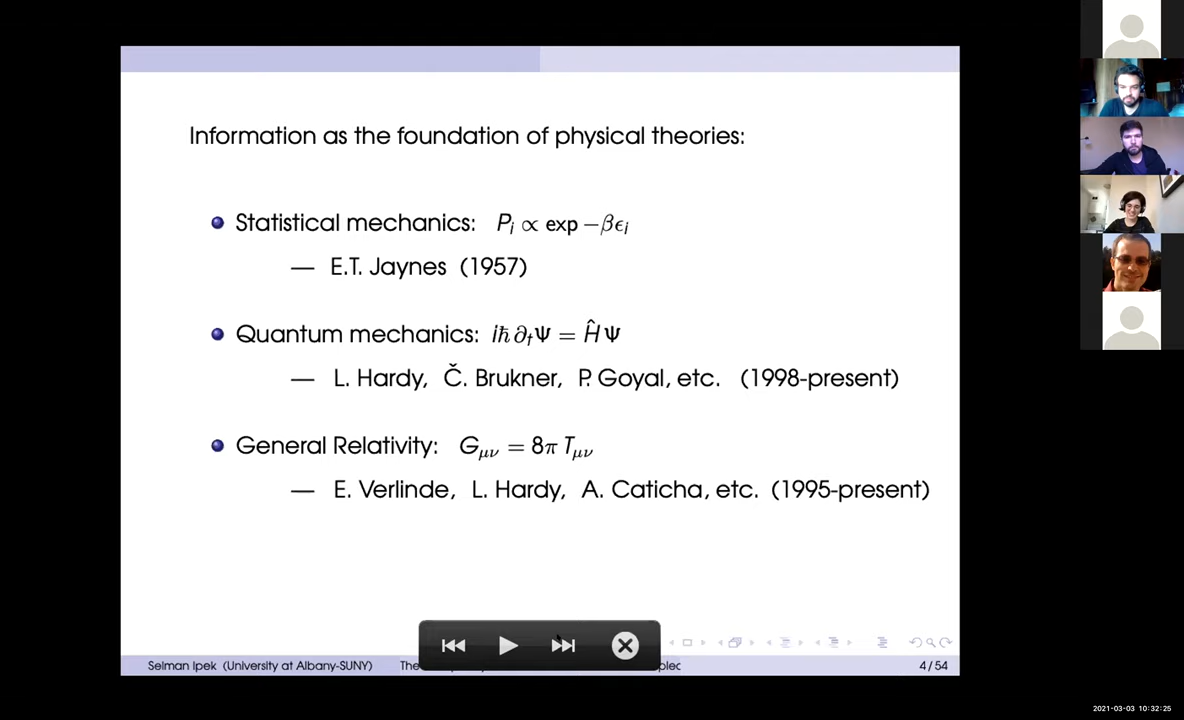 Information as the foundation of physical theories:
Statistical mechanics: Pᵢ ∝ exp −βϵᵢ
— E.T. Jaynes (1957)
Quantum mechanics: iℏ ∂ₜΨ = ĤΨ
— L. Hardy, Č. Brukner, P. Goyal, etc. (1998-present)
General Relativity: G_μν = 8π T_μν
— E. Verlinde, L. Hardy, A. Caticha, etc. (1995-present)
Selman Ipek (University at Albany-SUNY) 4 / 54
2021-03-03 10:32:25